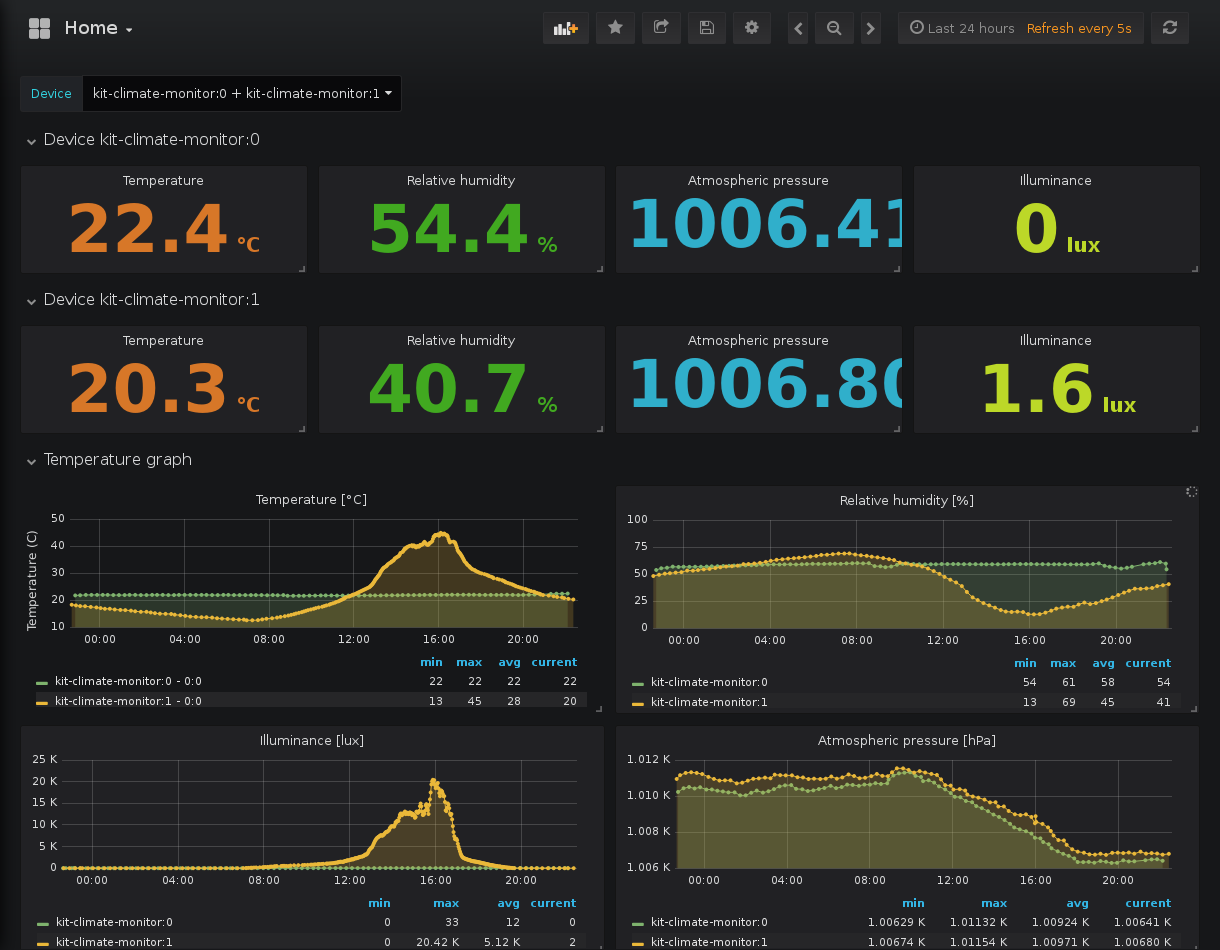 Home
Last 24 hours Refresh every 5s
Device kit-climate-monitor:0 + kit-climate-monitor:1
Device kit-climate-monitor:0
Temperature Relative humidity Atmospheric pressure Illuminance
22.4 °C 54.4 % 1006.41 0 lux
Device kit-climate-monitor:1
Temperature Relative humidity Atmospheric pressure Illuminance
20.3 °C 40.7 % 1006.80 1.6 lux
Temperature graph
Temperature [°C]
Temperature (C)
50
40
30
20
10
00:00 04:00 08:00 12:00 16:00 20:00
min max avg current
kit-climate-monitor:0 - 0:0 22 22 22 22
kit-climate-monitor:1 - 0:0 13 45 28 20
Relative humidity [%]
100
75
50
25
0
00:00 04:00 08:00 12:00 16:00 20:00
min max avg current
kit-climate-monitor:0 54 61 58 54
kit-climate-monitor:1 13 69 45 41
Illuminance [lux]
25 K
20 K
15 K
10 K
5 K
0
00:00 04:00 08:00 12:00 16:00 20:00
min max avg current
kit-climate-monitor:0 0 33 12 0
kit-climate-monitor:1 0 20.42 K 5.12 K 2
Atmospheric pressure [hPa]
1.012 K
1.010 K
1.008 K
1.006 K
00:00 04:00 08:00 12:00 16:00 20:00
min max avg current
kit-climate-monitor:0 1.00629 K 1.01132 K 1.00924 K 1.00641 K
kit-climate-monitor:1 1.00674 K 1.01154 K 1.00971 K 1.00680 K